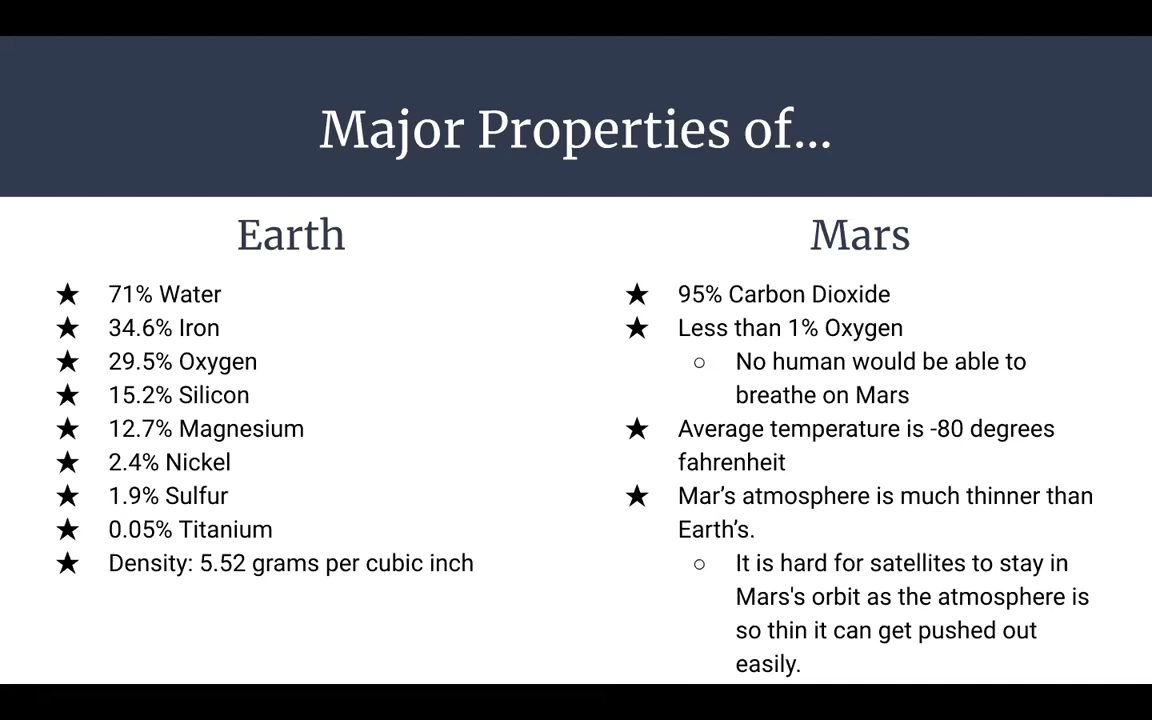 Major Properties of...
Earth
★ 71% Water
★ 34.6% Iron
★ 29.5% Oxygen
★ 15.2% Silicon
★ 12.7% Magnesium
★ 2.4% Nickel
★ 1.9% Sulfur
★ 0.05% Titanium
★ Density: 5.52 grams per cubic inch
Mars
★ 95% Carbon Dioxide
★ Less than 1% Oxygen
○ No human would be able to
breathe on Mars
★ Average temperature is -80 degrees
fahrenheit
★ Mar’s atmosphere is much thinner than
Earth’s.
○ It is hard for satellites to stay in
Mars's orbit as the atmosphere is
so thin it can get pushed out
easily.